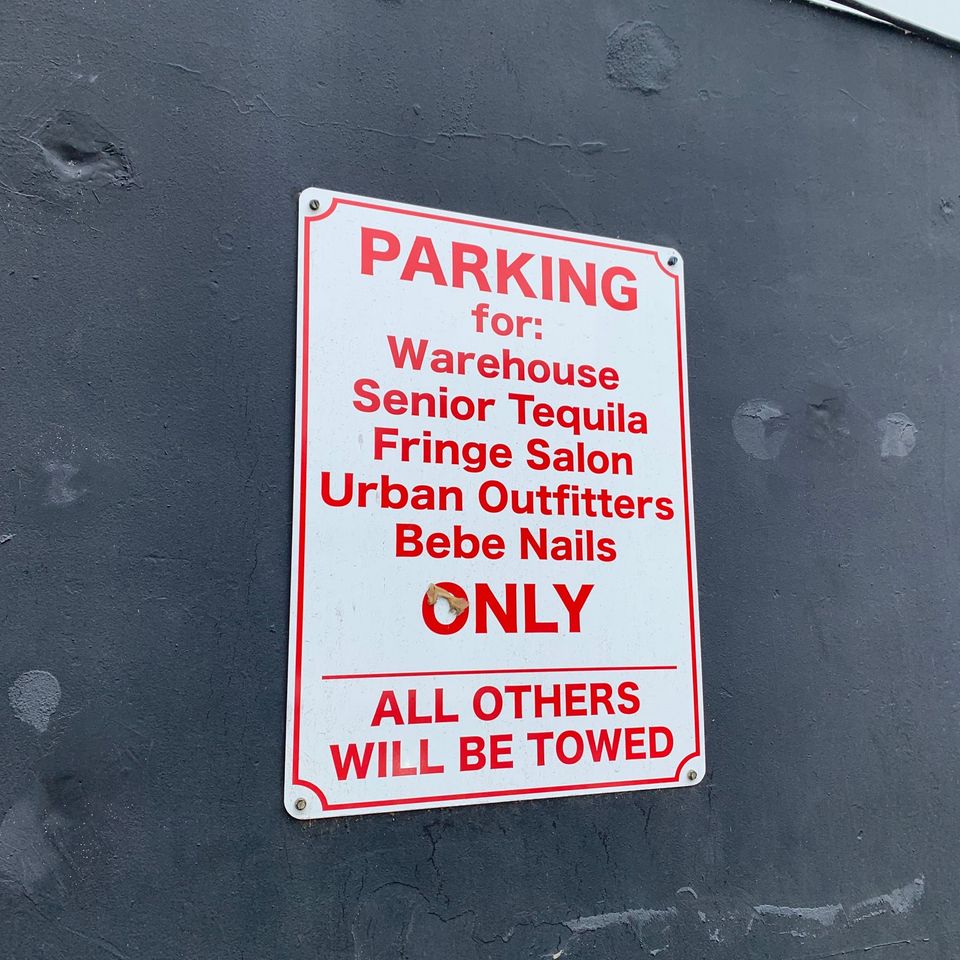 PARKING
for:
Warehouse
Senior Tequila
Fringe Salon
Urban Outfitters
Bebe Nails
ONLY
ALL OTHERS
WILL BE TOWED